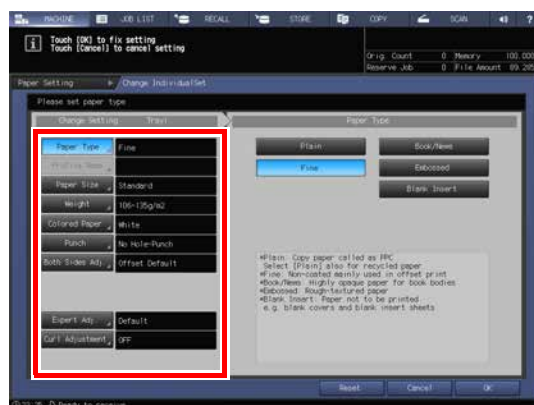 MACHINE JOB LIST RECALL STORE COPY SCAN ?
Touch [OK] to fix setting
Touch [Cancel] to cancel setting
Orig. Count 0 Memory 100.000
Reserve Job 0 File Amount 89.285
Paper Setting Change IndividualSet
Please set paper type
Change Setting Tray1 Paper Type
Paper Type Fine Plain Book/News
Profile Name Fine Embossed
Paper Size Standard Blank Insert
Weight 106-135g/m2
Colored Paper White
Punch No Hole-Punch
Both Sides Adj. Offset Default
*Plain: Copy paper called as PPC
Select [Plain] also for recycled paper
*Fine: Non-coated mainly used in offset print
*Book/News: Highly opaque paper for book bodies
*Embossed: Rough-textured paper
*Blank Insert: Paper not to be printed
e.g. blank covers and blank insert sheets
Expert Adj. Default
Curl Adjustment OFF
Reset Cancel OK